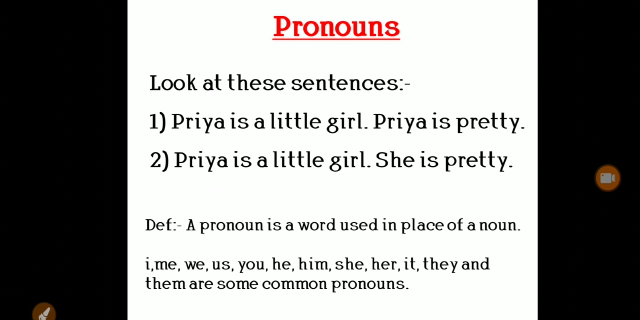 Pronouns
Look at these sentences:-
1) Priya is a little girl. Priya is pretty.
2) Priya is a little girl. She is pretty.
Def:- A pronoun is a word used in place of a noun.
i,me, we, us, you, he, him, she, her, it, they and
them are some common pronouns.